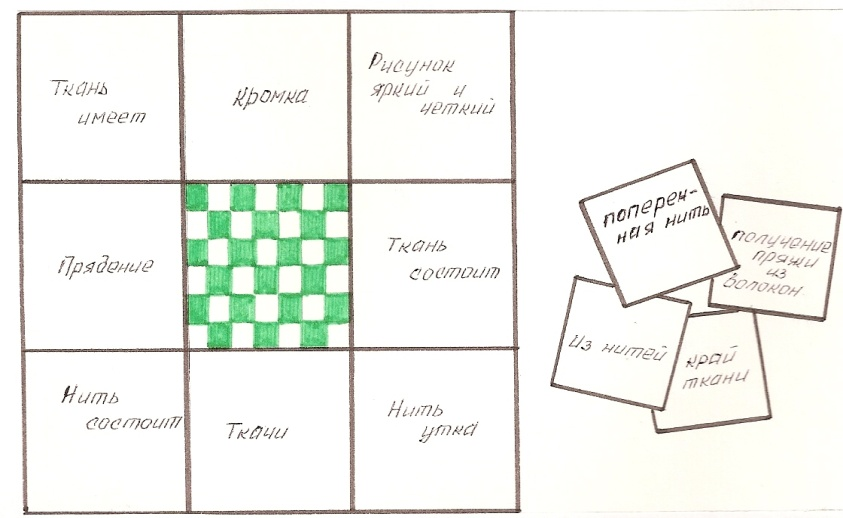 Ткань
имеет
Кромка
Рисунок
яркий и
четкий
Прядение
Ткань
состоит
Нить
состоит
Ткачи
Нить
утка
попереч-
ная нить
получение
пряжи
из
волокон
Из нитей
край
ткани